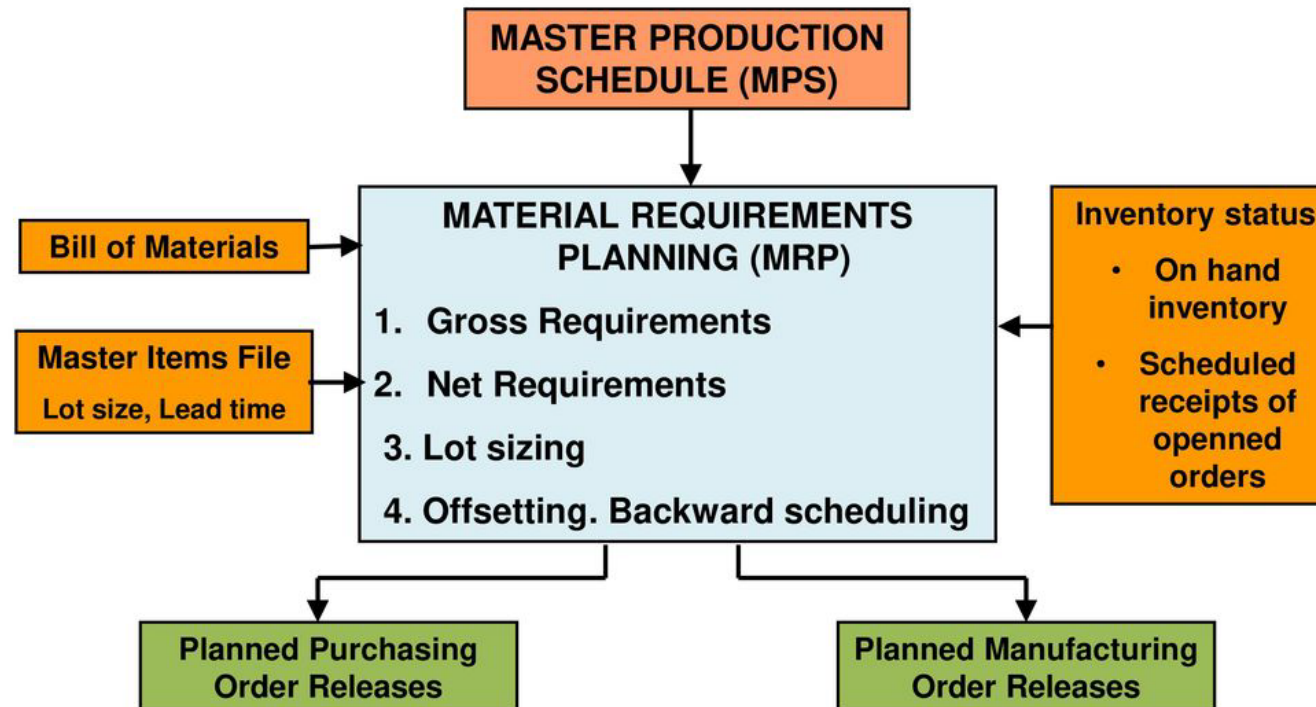 MASTER PRODUCTION
SCHEDULE (MPS)
Bill of Materials
Master Items File
Lot size, Lead time
MATERIAL REQUIREMENTS
PLANNING (MRP)
1. Gross Requirements
2. Net Requirements
3. Lot sizing
4. Offsetting. Backward scheduling
Inventory status
• On hand
inventory
• Scheduled
receipts of
openned
orders
Planned Purchasing
Order Releases
Planned Manufacturing
Order Releases